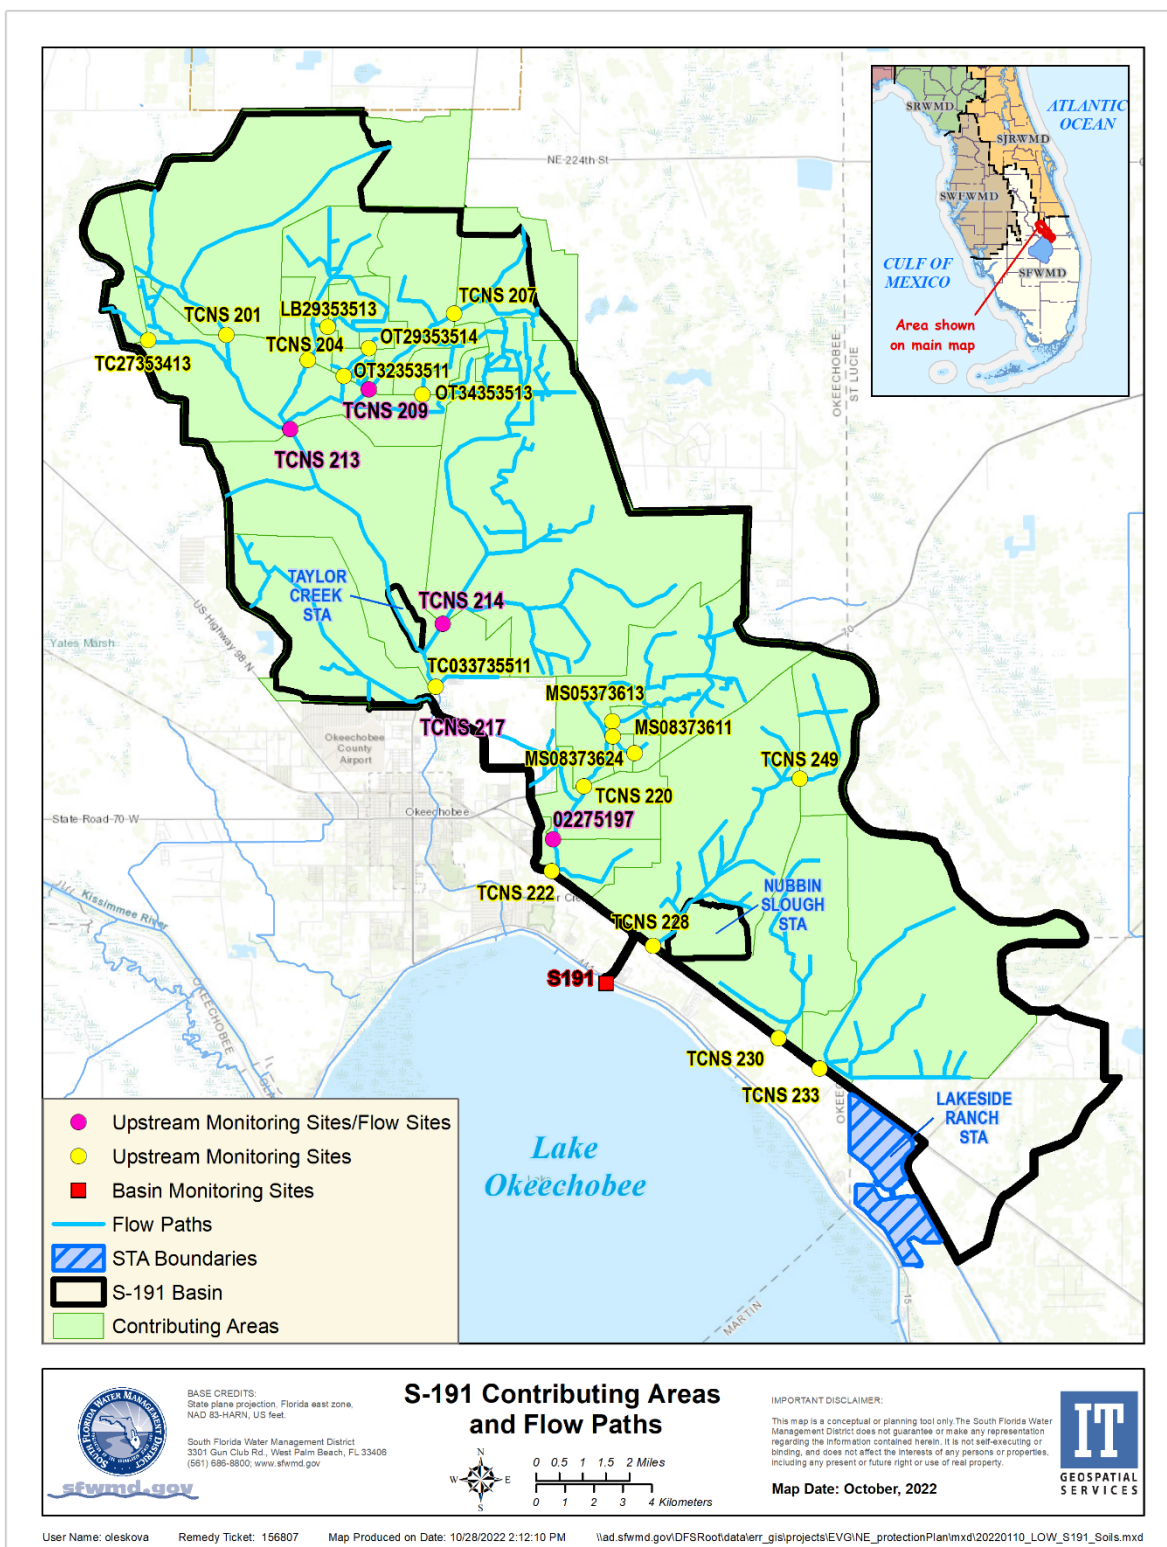 NE 224th St
SRWMD
ATLANTIC
OCEAN
SJRWMD
SWFWMD
GULF OF
MEXICO
SFWMD
Area shown
on main map
OKEECHOBEE
ST LUCIE
TCNS 207
LB29353513
TCNS 201
OT29353514
TCNS 204
TC27353413
OT32353511
OT34353513
TCNS 209
TCNS 213
TAYLOR
CREEK
STA
TCNS 214
US Highway 98 N
Yates Marsh
70
TC033735511
MS05373613
TCNS 217
MS08373611
Okeechobee
County
Airport
MS08373624
TCNS 249
TCNS 220
State Road 70 W
Okeechobee
02275197
TCNS 222
NUBBIN
SLOUGH
STA
Kissimmee River
TCNS 228
S191
OKEECHOBEE
TCNS 230
TCNS 233
LAKESIDE
RANCH
STA
Lake
Okeechobee
MARTIN
15
Upstream Monitoring Sites/Flow Sites
Upstream Monitoring Sites
Basin Monitoring Sites
Flow Paths
STA Boundaries
S-191 Basin
Contributing Areas
SOUTH FLORIDA WATER MANAGEMENT DISTRICT
sfwmd.gov
BASE CREDITS:
State plane projection, Florida east zone,
NAD 83-HARN, US feet.
South Florida Water Management District
3301 Gun Club Rd., West Palm Beach, FL 33406
(561) 686-8800; www.sfwmd.gov
S-191 Contributing Areas
and Flow Paths
N
W E
S
0 0.5 1 1.5 2 Miles
0 1 2 3 4 Kilometers
IMPORTANT DISCLAIMER:
This map is a conceptual or planning tool only. The South Florida Water
Management District does not guarantee or make any representation
regarding the information contained herein. It is not self-executing or
binding, and does not affect the interests of any persons or properties,
including any present or future right or use of real property.
Map Date: October, 2022
IT
GEOSPATIAL
SERVICES
User Name: oleskova Remedy Ticket: 156807 Map Produced on Date: 10/28/2022 2:12:10 PM \\ad.sfwmd.gov\DFSRoot\data\err_gis\projects\EVG\NE_protectionPlan\mxd\20220110_LOW_S191_Soils.mxd